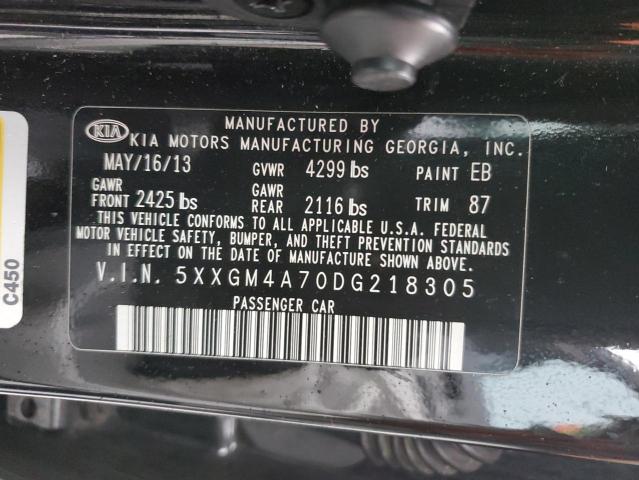 MANUFACTURED BY
KIA KIA MOTORS MANUFACTURING GEORGIA, INC.
MAY/16/13 GVWR 4299 lbs PAINT EB
GAWR GAWR
FRONT 2425 lbs REAR 2116 lbs TRIM 87
THIS VEHICLE CONFORMS TO ALL APPLICABLE U.S.A. FEDERAL
MOTOR VEHICLE SAFETY, BUMPER, AND THEFT PREVENTION STANDARDS
IN EFFECT ON THE DATE OF MANUFACTURE SHOWN ABOVE.
V.I.N. 5XXGM4A70DG218305
PASSENGER CAR
C450